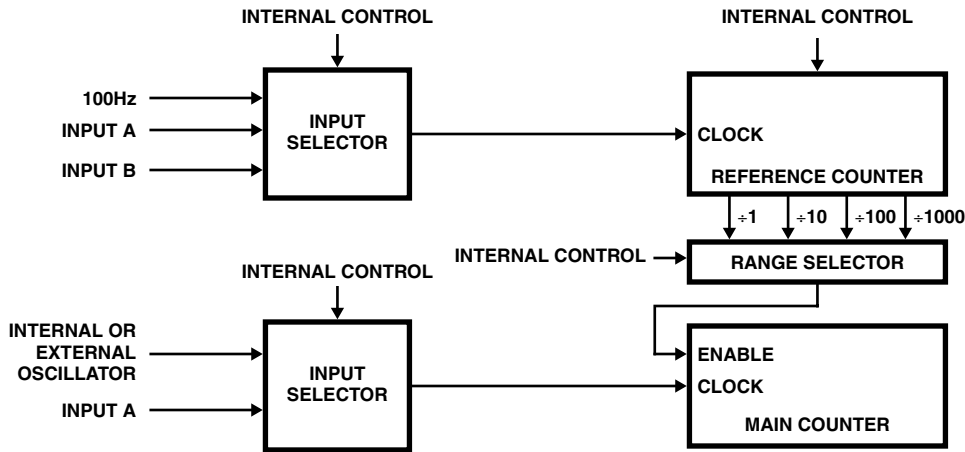 INTERNAL CONTROL
INTERNAL CONTROL
100Hz
INPUT A
INPUT B
INPUT
SELECTOR
CLOCK
REFERENCE COUNTER
÷1
÷10
÷100
÷1000
INTERNAL CONTROL
RANGE SELECTOR
INTERNAL CONTROL
INTERNAL OR
EXTERNAL
OSCILLATOR
INPUT A
INPUT
SELECTOR
ENABLE
CLOCK
MAIN COUNTER